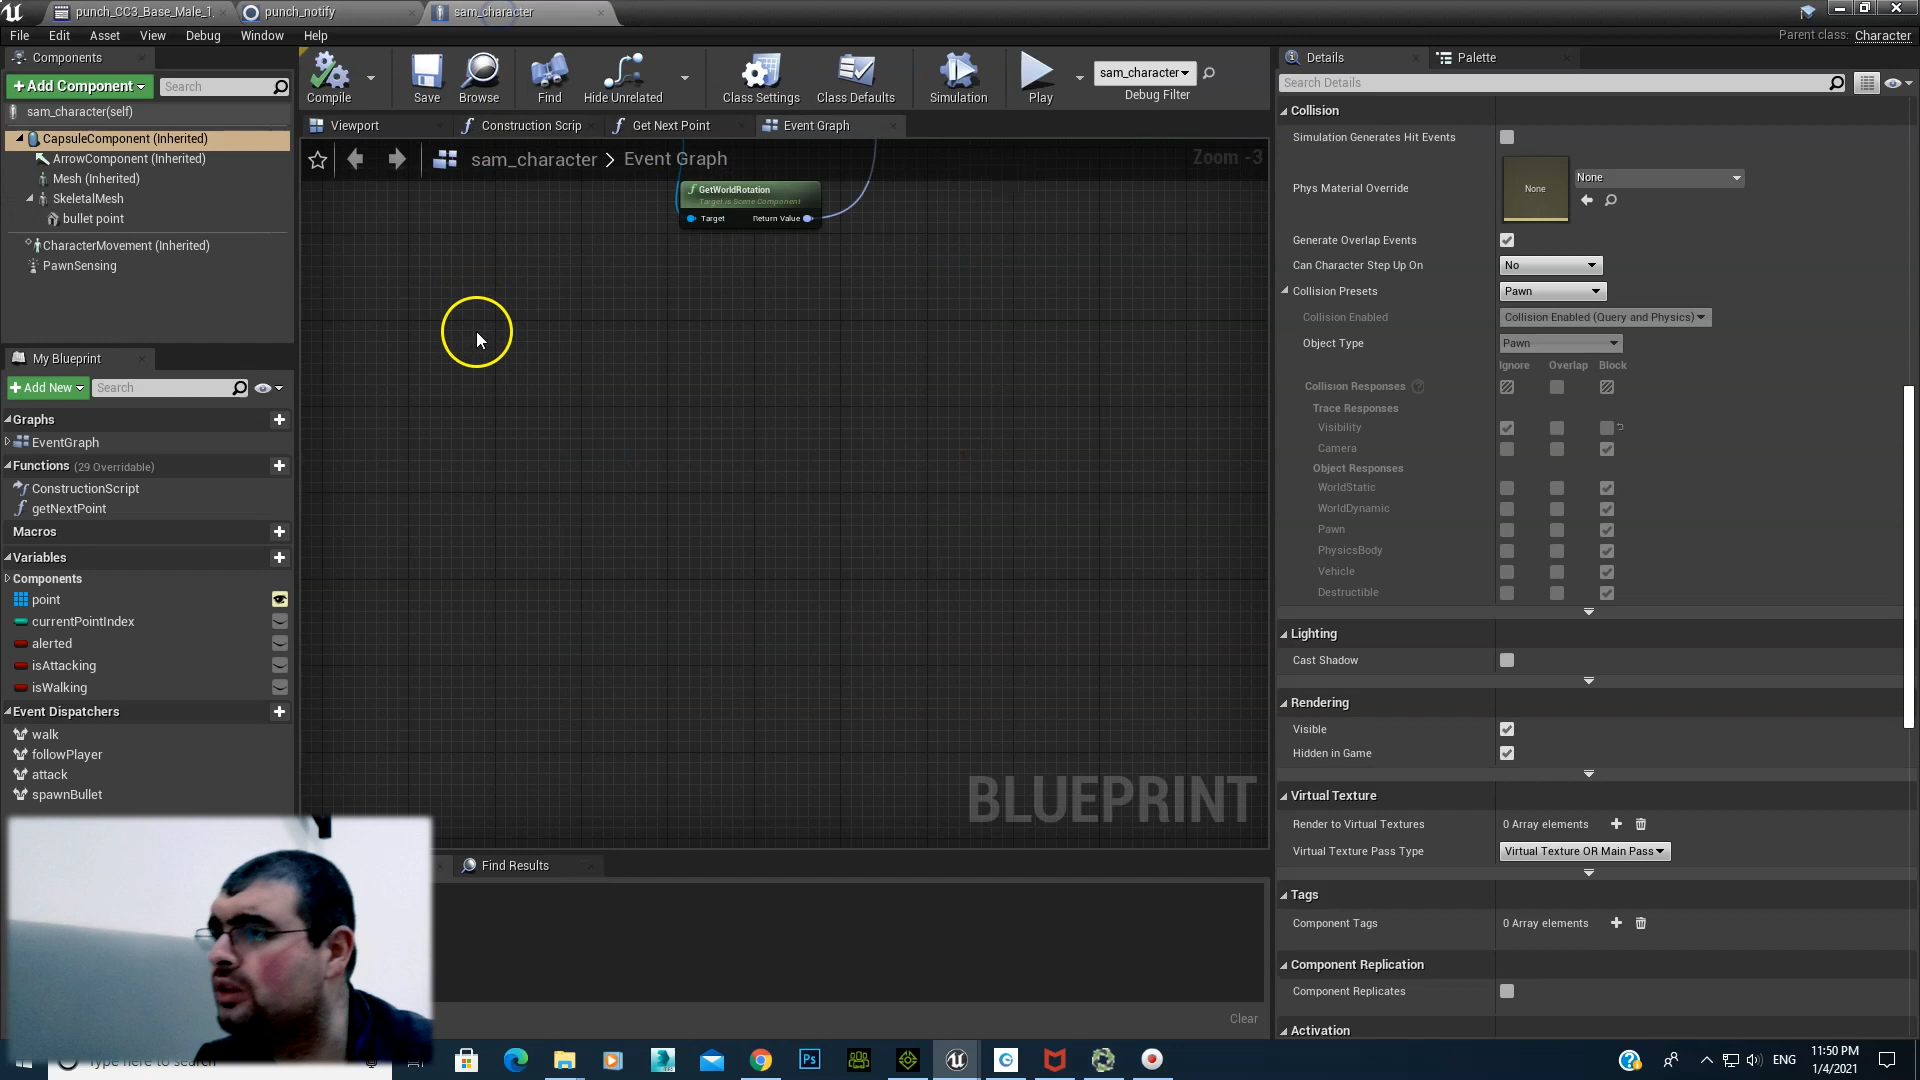 punch_CC3_Base_Male_1_
punch_notify
sam_character
File Edit Asset View Debug Window Help
Parent class: Character
Components
Add Component
Search
sam_character(self)
CapsuleComponent (Inherited)
ArrowComponent (Inherited)
Mesh (Inherited)
SkeletalMesh
bullet point
CharacterMovement (Inherited)
PawnSensing
My Blueprint
Add New
Search
Graphs
EventGraph
Functions (29 Overridable)
ConstructionScript
getNextPoint
Macros
Variables
Components
point
currentPointIndex
alerted
isAttacking
isWalking
Event Dispatchers
walk
followPlayer
attack
spawnBullet
Compile
Save
Browse
Find
Hide Unrelated
Class Settings
Class Defaults
Simulation
Play
sam_character
Debug Filter
Viewport
Construction Scrip
Get Next Point
Event Graph
sam_character > Event Graph
Zoom -3
GetWorldRotation
Target is Scene Component
Target Return Value
BLUEPRINT
Find Results
Clear
Details
Palette
Search Details
Collision
Simulation Generates Hit Events
Phys Material Override
None
None
Generate Overlap Events
Can Character Step Up On
No
Collision Presets
Pawn
Collision Enabled
Collision Enabled (Query and Physics)
Object Type
Pawn
Ignore Overlap Block
Collision Responses
Trace Responses
Visibility
Camera
Object Responses
WorldStatic
WorldDynamic
Pawn
PhysicsBody
Vehicle
Destructible
Lighting
Cast Shadow
Rendering
Visible
Hidden in Game
Virtual Texture
Render to Virtual Textures
0 Array elements
Virtual Texture Pass Type
Virtual Texture OR Main Pass
Tags
Component Tags
0 Array elements
Component Replication
Component Replicates
Activation
Type here to search
Ps
ENG
11:50 PM
1/4/2021